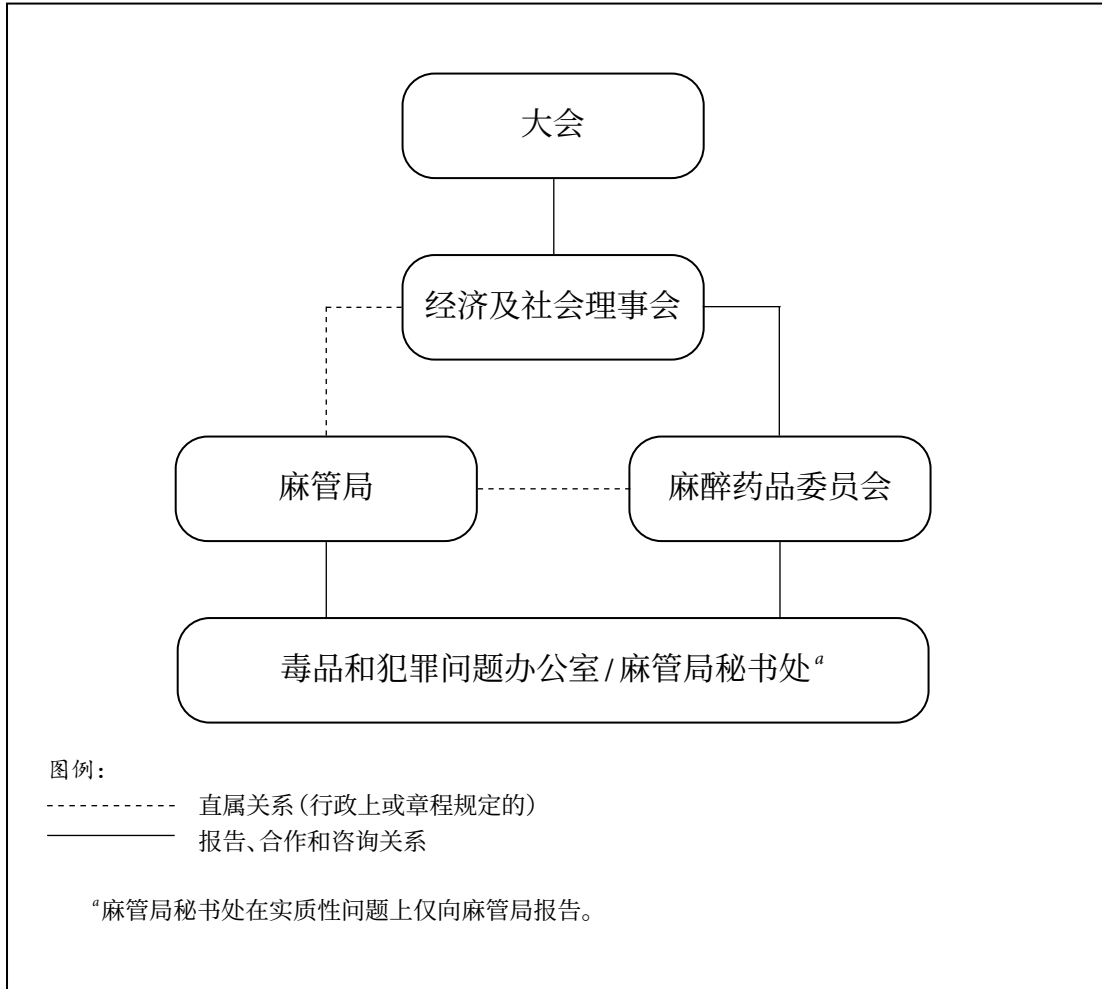 大会
经济及社会理事会
麻管局
麻醉药品委员会
毒品和犯罪问题办公室/麻管局秘书处a
图例:
直属关系(行政上或章程规定的)
报告、合作和咨询关系
a麻管局秘书处在实质性问题上仅向麻管局报告。